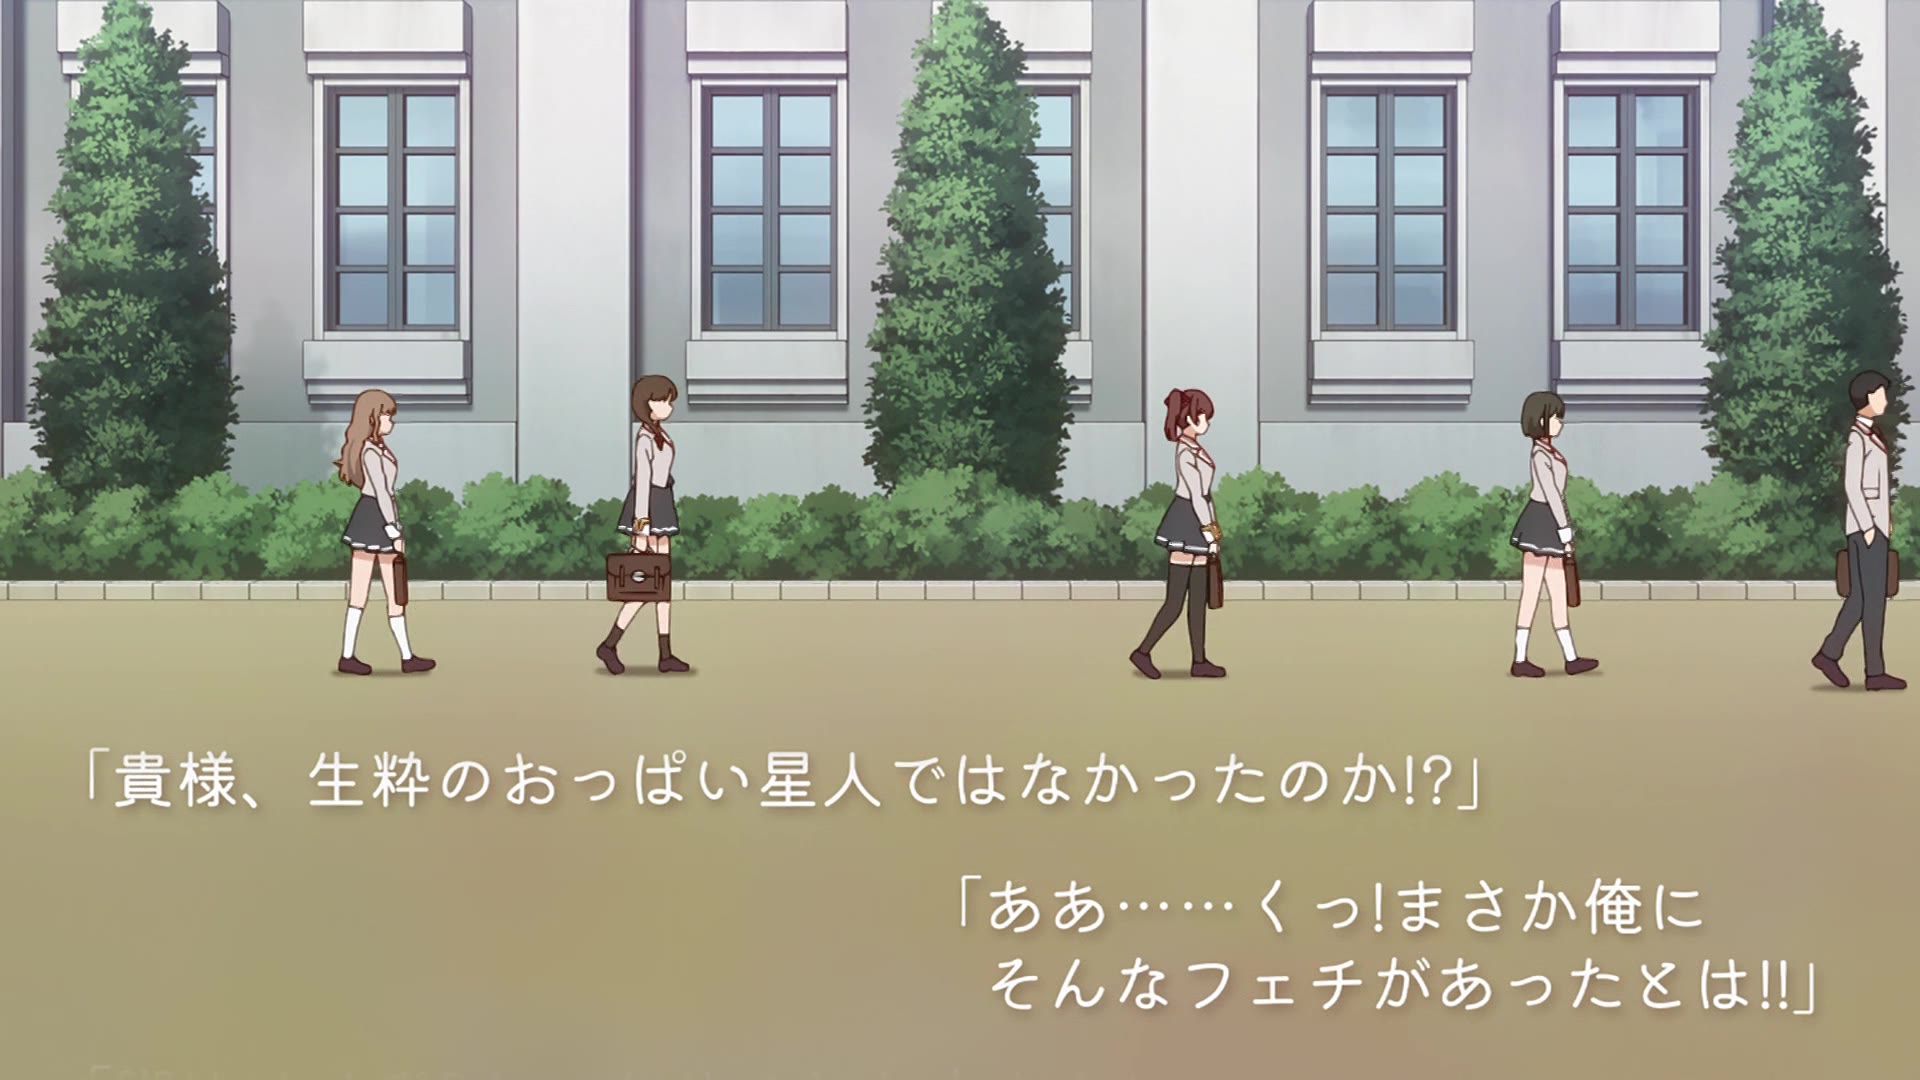 「貴様、生粋のおっぱい星人ではなかったのか!?」
「ああ……くっ!まさか俺に
そんなフェチがあったとは!!」